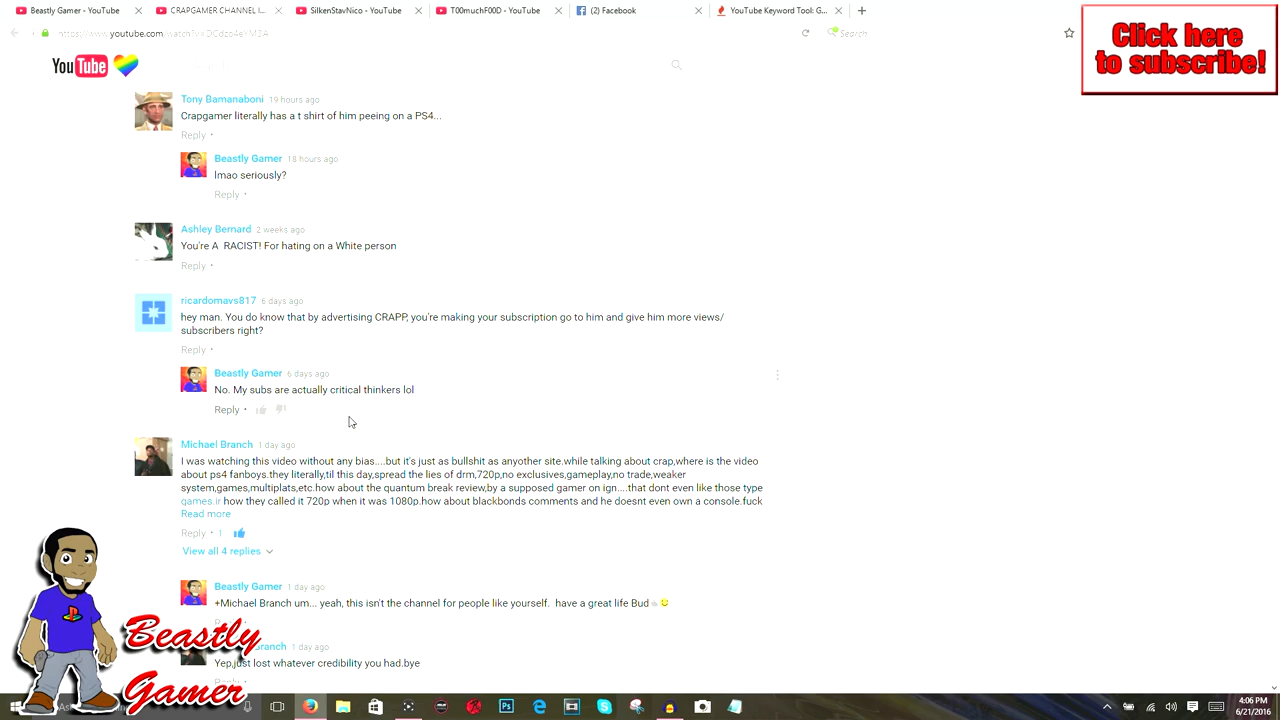 Beastly Gamer - YouTube
CRAPGAMER CHANNEL I...
SilkenStavNico - YouTube
T00muchF00D - YouTube
(2) Facebook
YouTube Keyword Tool: G...
Search
Click here
to subscribe!
YouTube
Tony Bamanaboni 19 hours ago
Crapgamer literally has a t shirt of him peeing on a PS4...
Reply •
Beastly Gamer 18 hours ago
lmao seriously?
Reply •
Ashley Bernard 2 weeks ago
You're A RACIST! For hating on a White person
Reply •
ricardomavs817 6 days ago
hey man. You do know that by advertising CRAPP, you're making your subscription go to him and give him more views/
subscribers right?
Reply •
Beastly Gamer 6 days ago
No. My subs are actually critical thinkers lol
Reply •
Michael Branch 1 day ago
I was watching this video without any bias....but it's just as bullshit as anyother site,while talking about crap,where is the video
about ps4 fanboys.they literally,til this day,spread the lies of drm,720p,no exclusives,gameplay,no trade,weaker
system,games,multiplats,etc.how about the quantum break review,by a supposed gamer on ign....that dont even like those type
games.ir how they called it 720p when it was 1080p.how about blackbonds comments and he doesnt even own a console.fuck
Read more
Reply • 1
View all 4 replies
Beastly Gamer 1 day ago
+Michael Branch um... yeah, this isn't the channel for people like yourself. have a great life Bud
Branch 1 day ago
Yep,just lost whatever credibility you had.bye
Beastly
Gamer
4:06 PM
6/21/2016